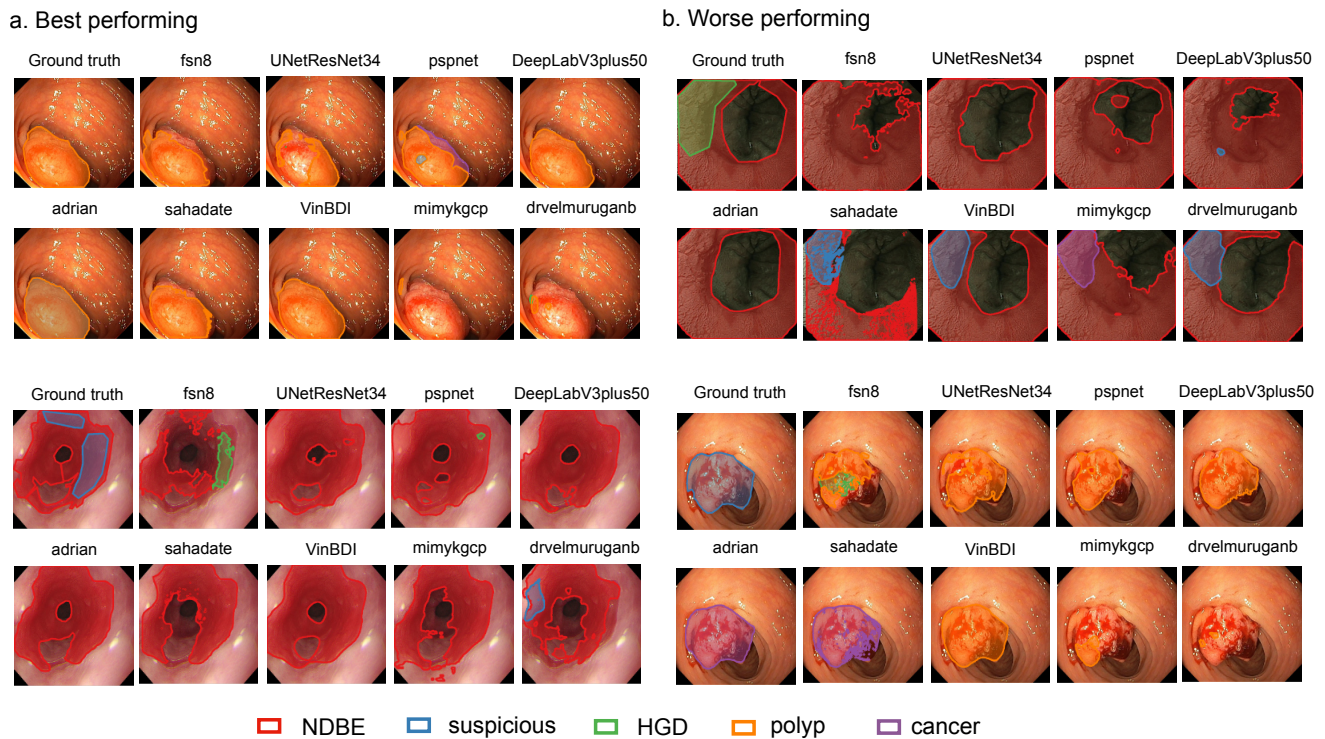 a. Best performing
Ground truth fsn8 UNetResNet34 pspnet DeepLabV3plus50
adrian sahadate VinBDI mimykgcp drvelmuruganb
Ground truth fsn8 UNetResNet34 pspnet DeepLabV3plus50
adrian sahadate VinBDI mimykgcp drvelmuruganb
b. Worse performing
Ground truth fsn8 UNetResNet34 pspnet DeepLabV3plus50
adrian sahadate VinBDI mimykgcp drvelmuruganb
Ground truth fsn8 UNetResNet34 pspnet DeepLabV3plus50
adrian sahadate VinBDI mimykgcp drvelmuruganb
NDBE suspicious HGD polyp cancer